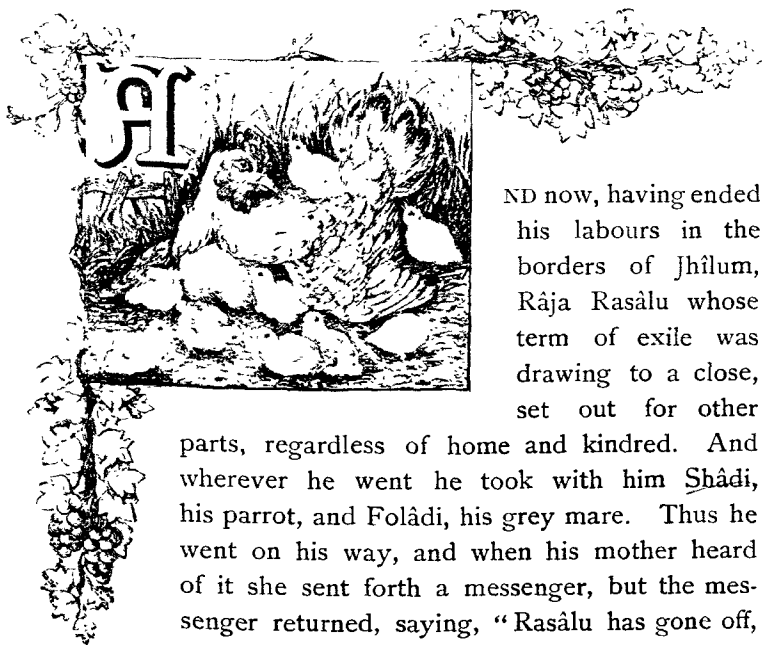 AND now, having ended
his labours in the
borders of Jhîlum,
Râja Rasâlu whose
term of exile was
drawing to a close,
set out for other
parts, regardless of home and kindred. And
wherever he went he took with him Shâdi,
his parrot, and Folâdi, his grey mare. Thus he
went on his way, and when his mother heard
of it she sent forth a messenger, but the mes-
senger returned, saying, “Rasâlu has gone off,